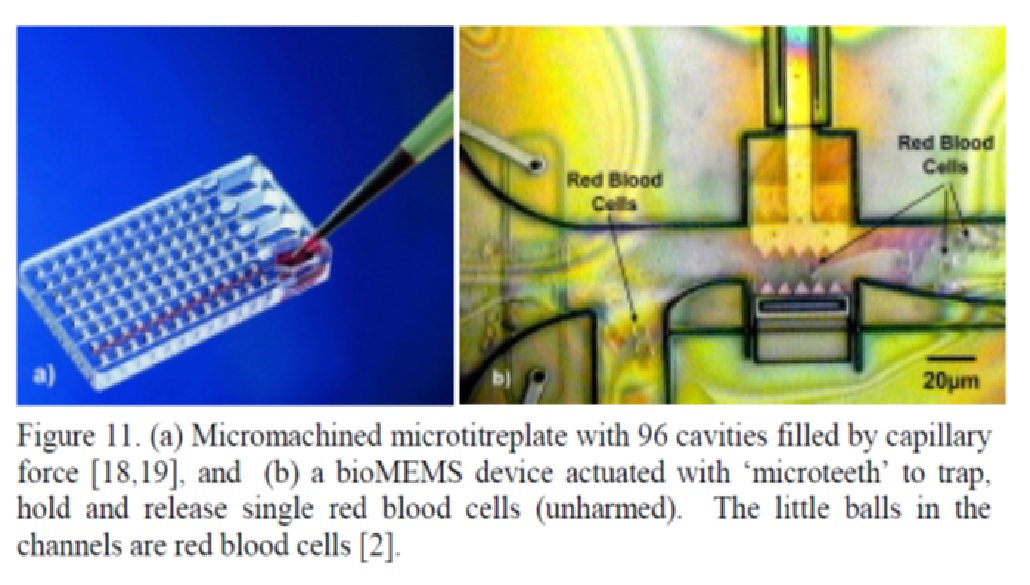 Red Blood
Cells
Red Blood
Cells
a)
b)
20μm
Figure 11. (a) Micromachined microtitreplate with 96 cavities filled by capillary
force [18,19], and (b) a bioMEMS device actuated with ‘microteeth’ to trap,
hold and release single red blood cells (unharmed). The little balls in the
channels are red blood cells [2].